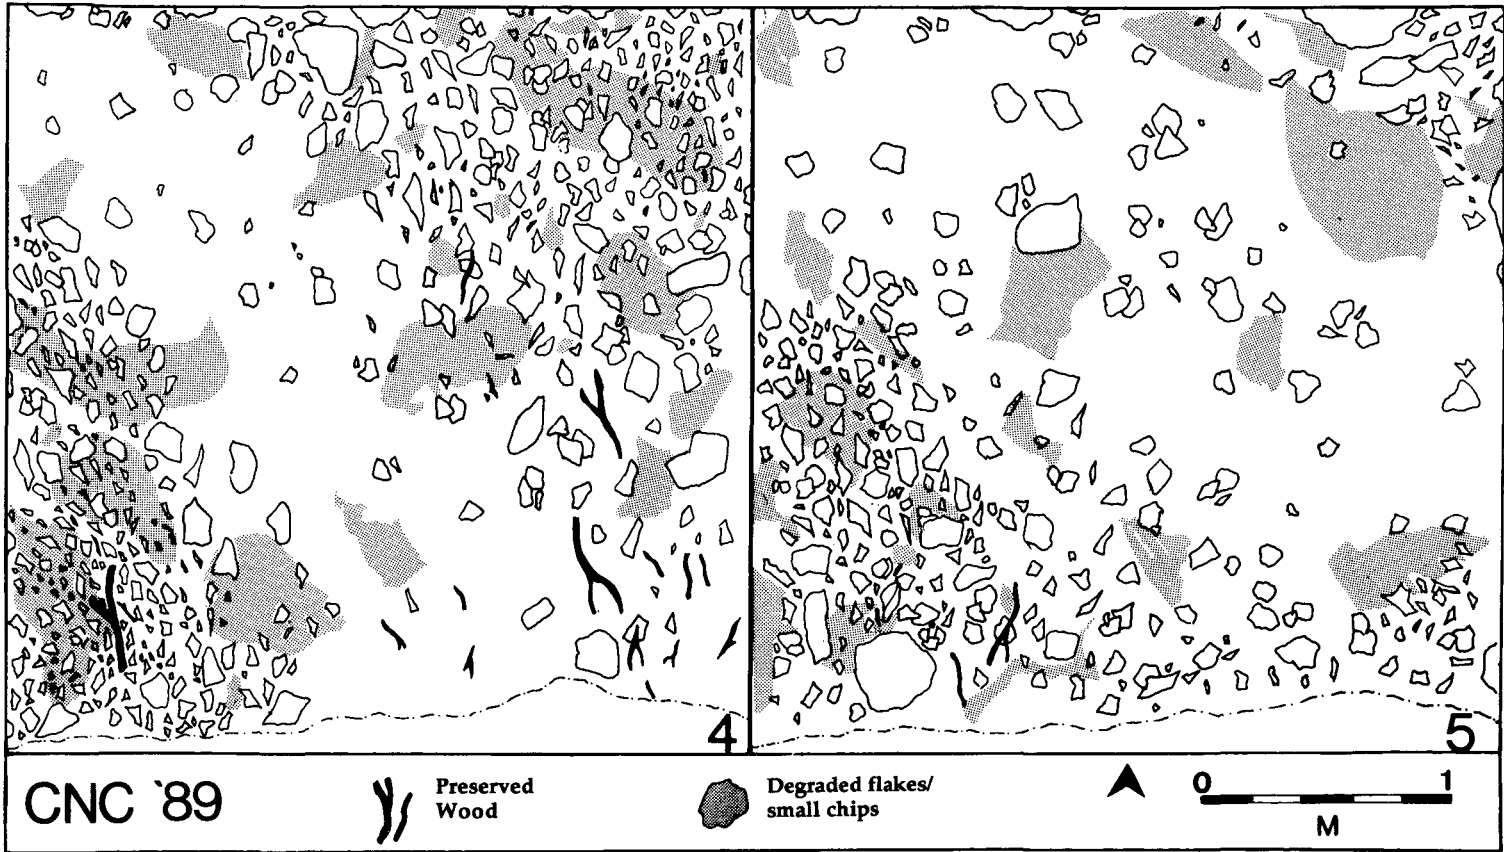 4
5
CNC '89
Preserved
Wood
Degraded flakes/
small chips
0 1
M